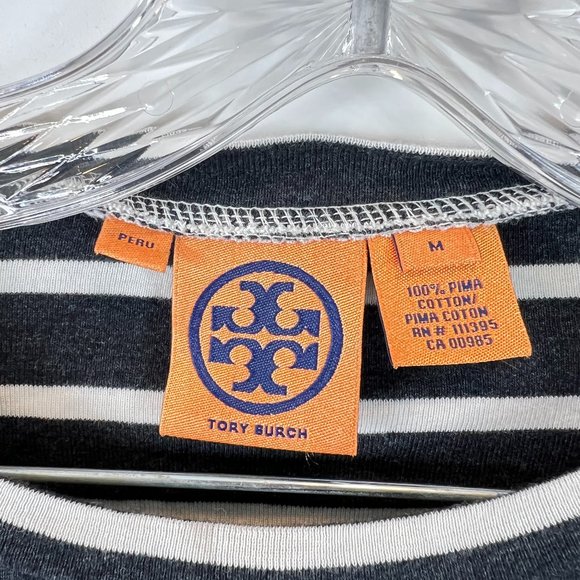 PERU
TORY BURCH
M
100% PIMA
COTTON/
PIMA COTON
RN# 111395
CA 00985